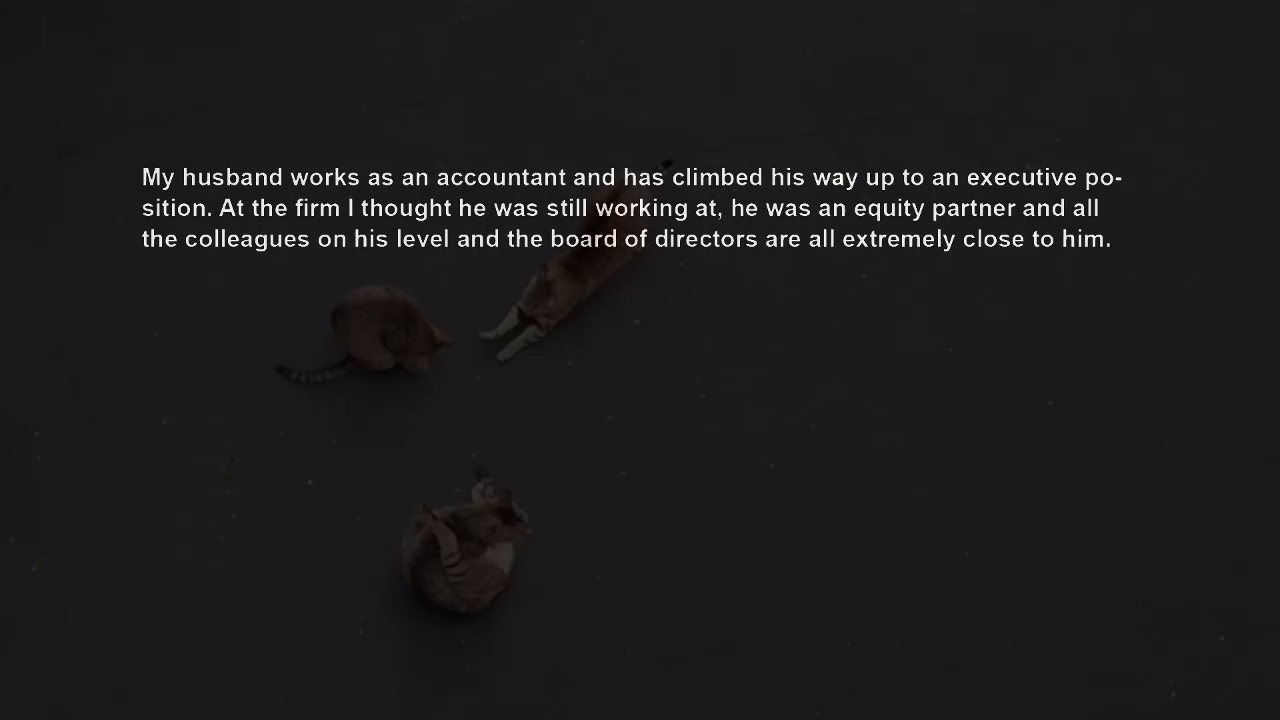 My husband works as an accountant and has climbed his way up to an executive po-
sition. At the firm I thought he was still working at, he was an equity partner and all
the colleagues on his level and the board of directors are all extremely close to him.